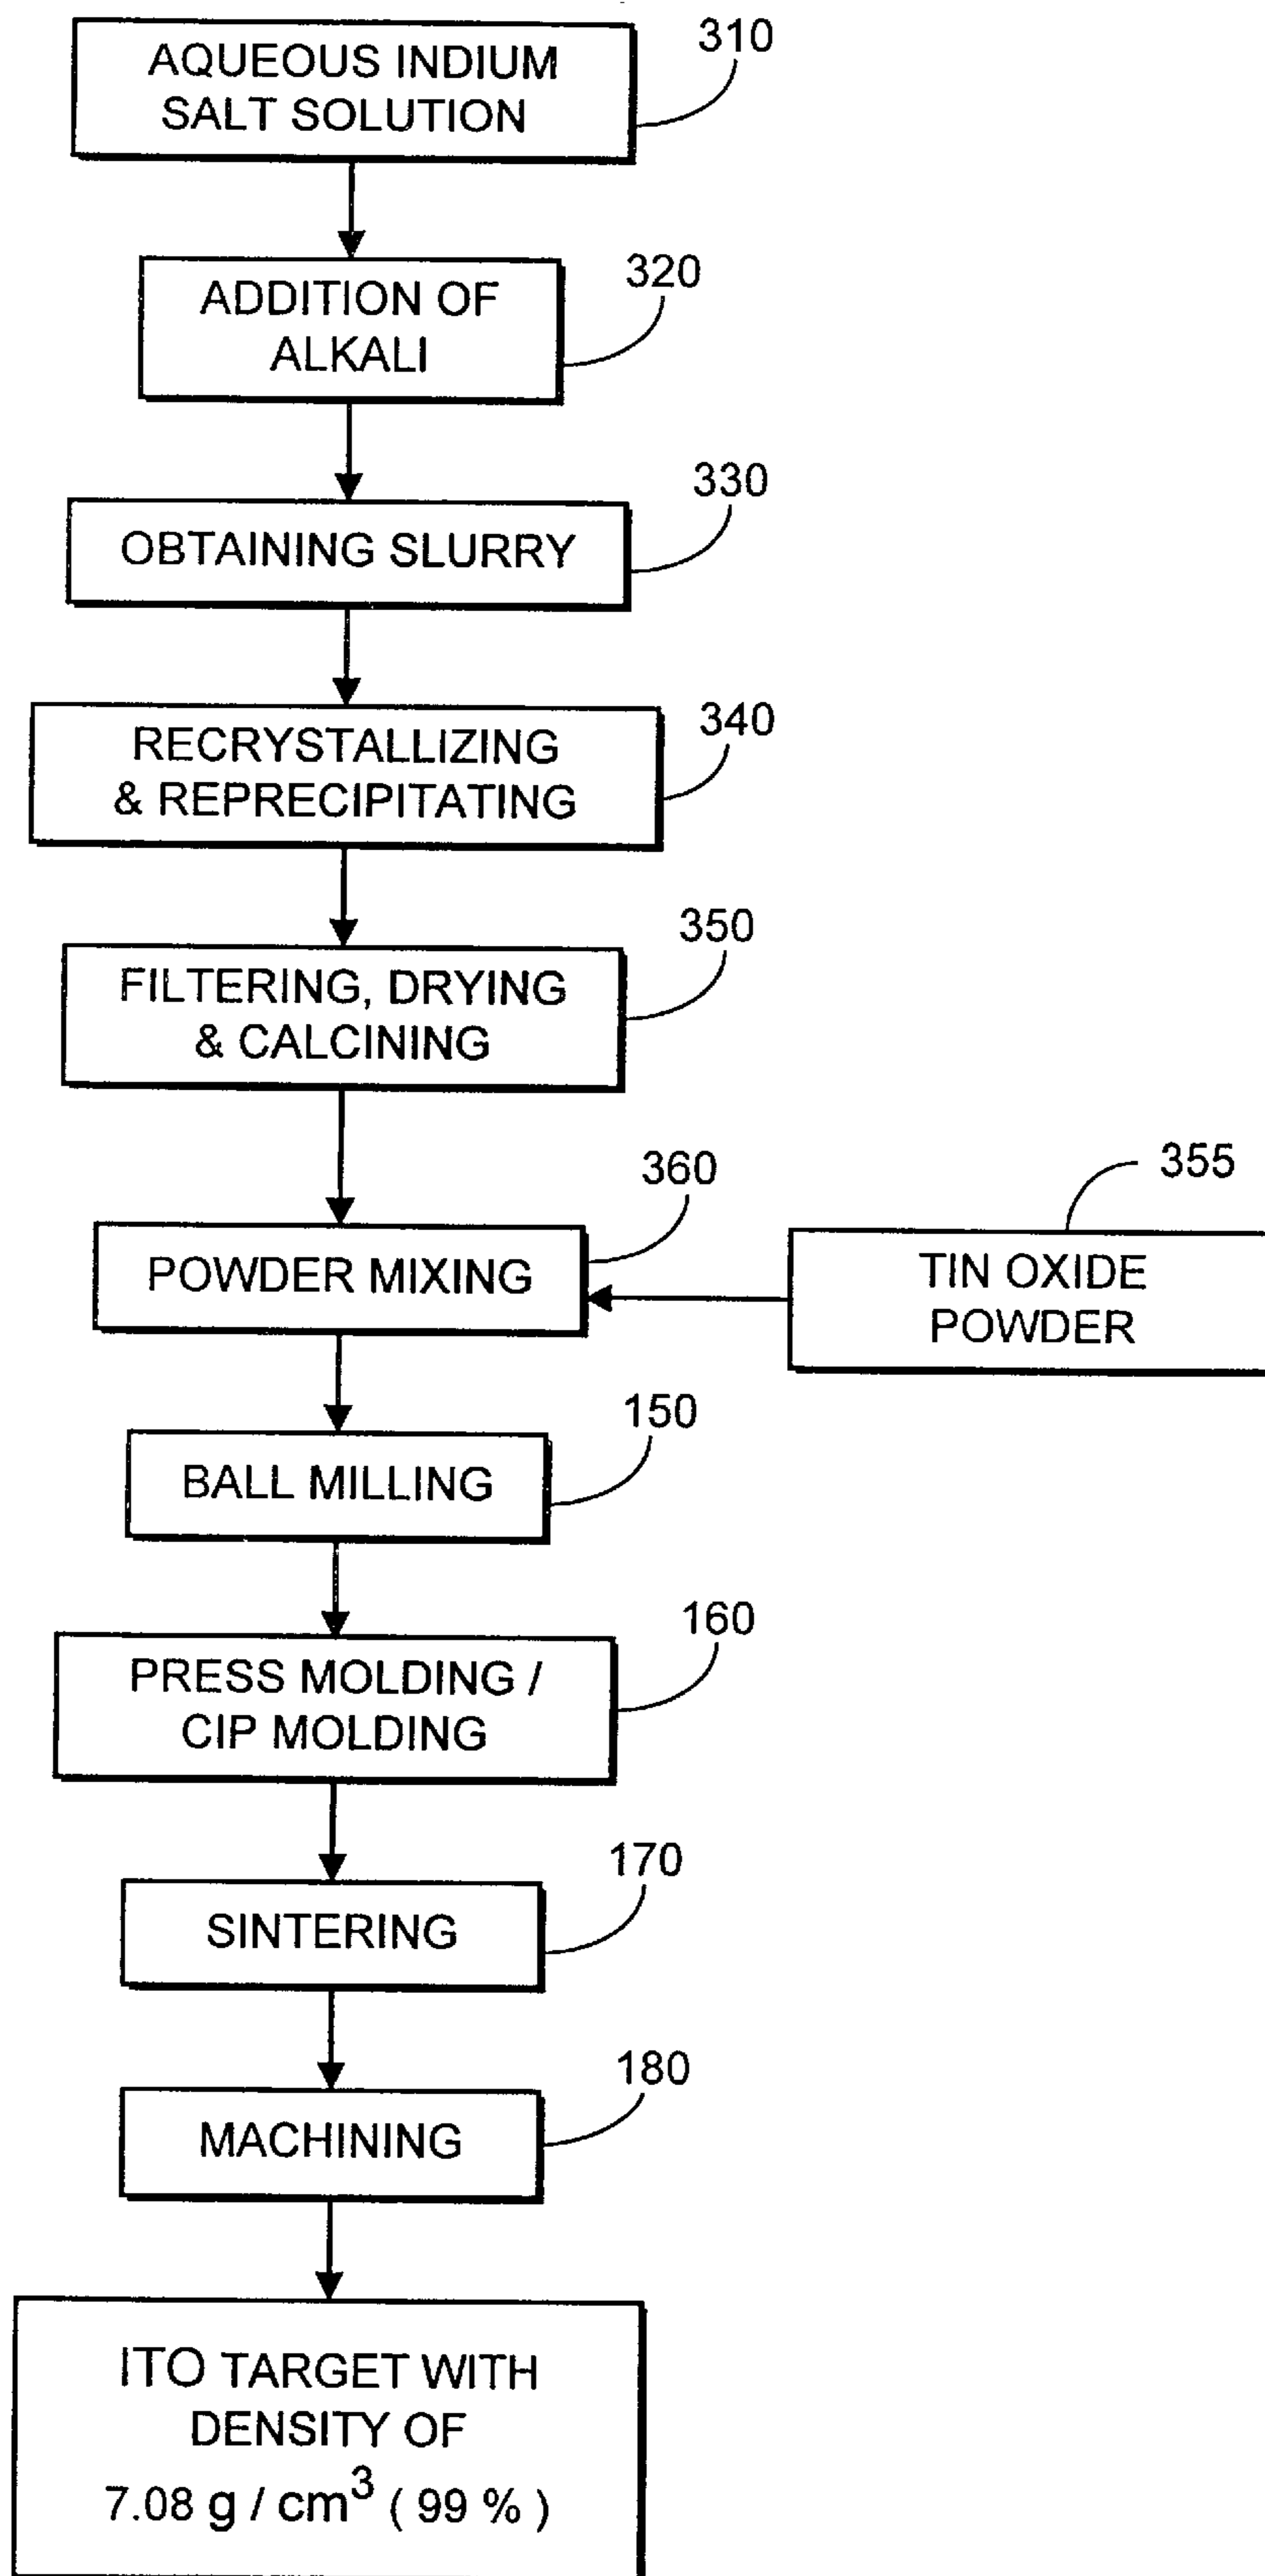 AQUEOUS INDIUM
SALT SOLUTION
310
ADDITION OF
ALKALI
320
OBTAINING SLURRY
330
RECRYSTALLIZING
& REPRECIPITATING
340
FILTERING, DRYING
& CALCINING
350
POWDER MIXING
360
TIN OXIDE
POWDER
355
BALL MILLING
150
PRESS MOLDING /
CIP MOLDING
160
SINTERING
170
MACHINING
180
ITO TARGET WITH
DENSITY OF
7.08 g / cm³ ( 99 % )